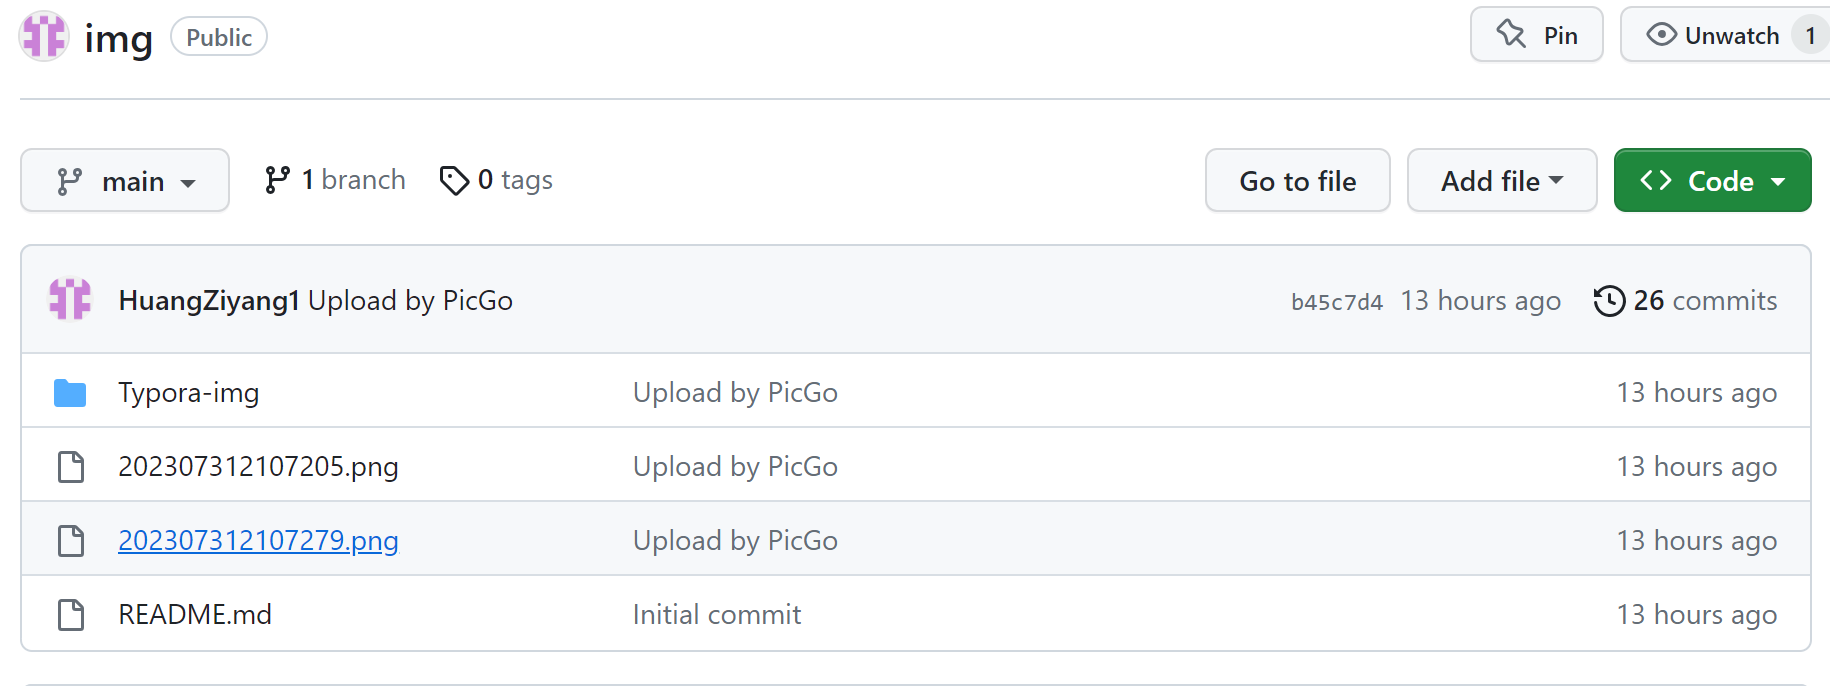 img Public Pin Unwatch 1
main 1 branch 0 tags Go to file Add file Code
HuangZiyang1 Upload by PicGo b45c7d4 13 hours ago 26 commits
Typora-img Upload by PicGo 13 hours ago
202307312107205.png Upload by PicGo 13 hours ago
202307312107279.png Upload by PicGo 13 hours ago
README.md Initial commit 13 hours ago